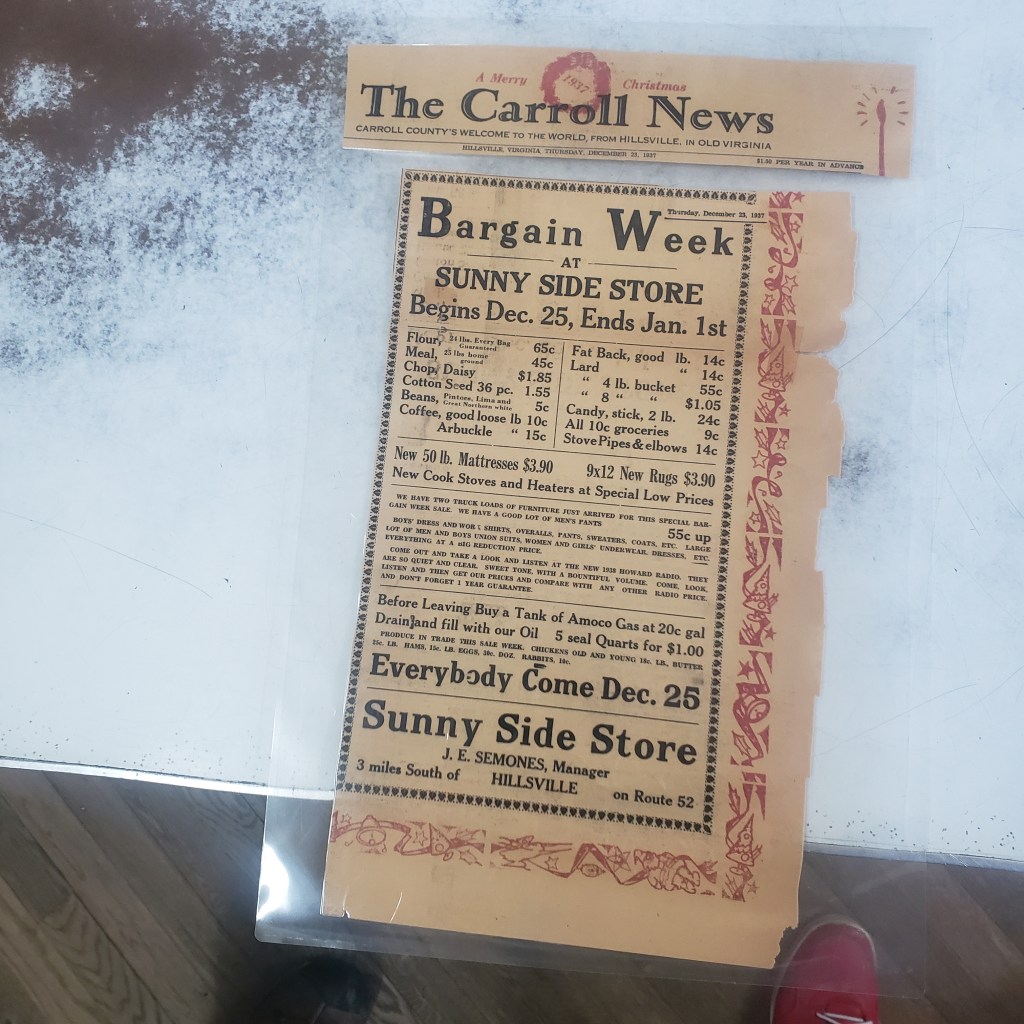 A Merry 1937 Christmas
The Carroll News
CARROLL COUNTY'S WELCOME TO THE WORLD, FROM HILLSVILLE, IN OLD VIRGINIA
HILLSVILLE, VIRGINIA, THURSDAY, DECEMBER 23, 1937
$1.50 PER YEAR IN ADVANCE
Thursday, December 23, 1937
Bargain Week
AT
SUNNY SIDE STORE
Begins Dec. 25, Ends Jan. 1st
Flour, 24 lbs. Every Bag Guaranteed 65c
Meal, 25 lbs home ground 45c
Chop, Daisy $1.85
Cotton Seed 36 pc. 1.55
Beans, Pintoes, Lima and Great Northern white 5c
Coffee, good loose lb 10c
Arbuckle " 15c
Fat Back, good lb. 14c
Lard " 14c
" 4 lb. bucket 55c
" 8 " " $1.05
Candy, stick, 2 lb. 24c
All 10c groceries 9c
Stove Pipes & elbows 14c
New 50 lb. Mattresses $3.90 9x12 New Rugs $3.90
New Cook Stoves and Heaters at Special Low Prices
WE HAVE TWO TRUCK LOADS OF FURNITURE JUST ARRIVED FOR THIS SPECIAL BAR-
GAIN WEEK SALE. WE HAVE A GOOD LOT OF MEN'S PANTS 55c up
BOYS' DRESS AND WORK SHIRTS, OVERALLS, PANTS, SWEATERS, COATS, ETC. LARGE
LOT OF MEN AND BOYS UNION SUITS, WOMEN AND GIRLS' UNDERWEAR, DRESSES, ETC.
EVERYTHING AT A BIG REDUCTION PRICE.
COME OUT AND TAKE A LOOK AND LISTEN AT THE NEW 1938 HOWARD RADIO. THEY
ARE SO QUIET AND CLEAR, SWEET TONE, WITH A BOUNTIFUL VOLUME. COME, LOOK,
LISTEN AND THEN GET OUR PRICES AND COMPARE WITH ANY OTHER RADIO PRICE.
AND DON'T FORGET 1 YEAR GUARANTEE.
Before Leaving Buy a Tank of Amoco Gas at 20c gal
Drain and fill with our Oil 5 seal Quarts for $1.00
PRODUCE IN TRADE THIS SALE WEEK. CHICKENS OLD AND YOUNG 18c. LB., BUTTER
25c. LB. HAMS, 15c. LB. EGGS, 30c. DOZ. RABBITS, 10c.
Everybody Come Dec. 25
Sunny Side Store
J. E. SEMONES, Manager
3 miles South of HILLSVILLE on Route 52